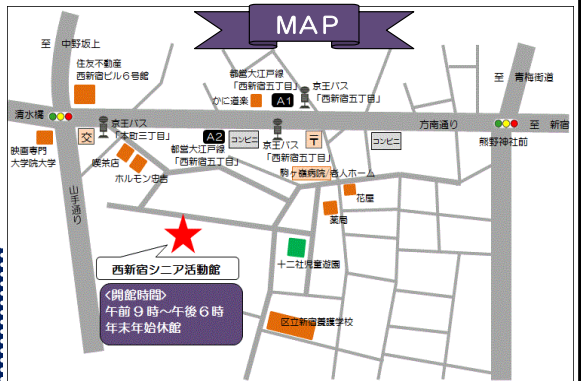 MAP
至 中野坂上
住友不動産
西新宿ビル6号館
都営大江戸線
「西新宿五丁目」
京王バス
「西新宿五丁目」
至 青梅街道
かに道楽
A1
清水橋
京王バス
「本町三丁目」
A2
コンビニ
〒
コンビニ
方南通り
至 新宿
交
映画専門
大学院大学
喫茶店
ホルモン忠吉
都営大江戸線
「西新宿五丁目」
京王バス
「西新宿五丁目」
熊野神社前
駒ヶ嶺病院/老人ホーム
花屋
薬局
山手通り
十二社児童遊園
西新宿シニア活動館
<開館時間>
午前9時～午後6時
年末年始休館
区立新宿養護学校